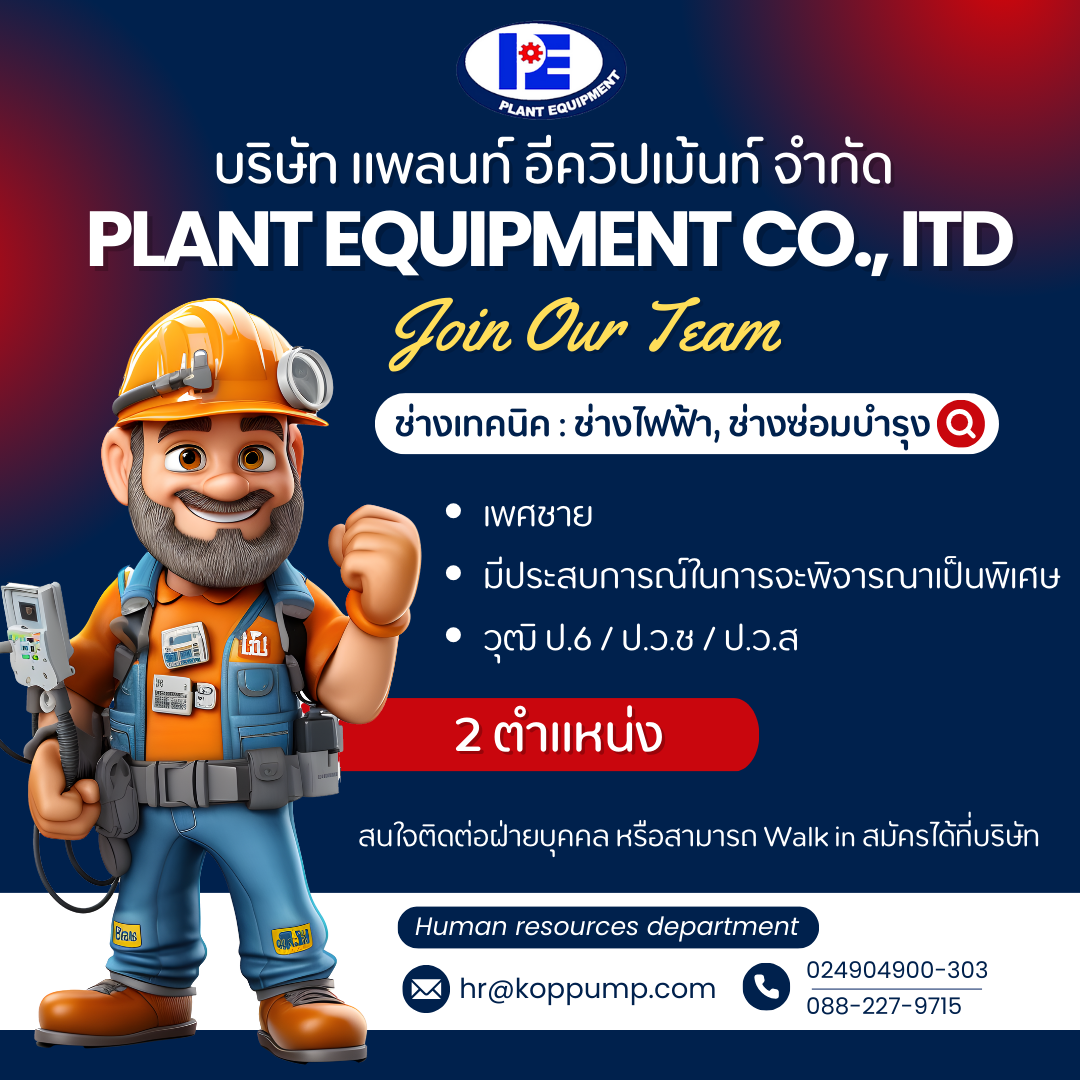 PE
PLANT EQUIPMENT
บริษัท แพลนท์ อีควิปเม้นท์ จำกัด
PLANT EQUIPMENT CO., ITD
Join Our Team
ช่างเทคนิค : ช่างไฟฟ้า, ช่างซ่อมบำรุง
• เพศชาย
• มีประสบการณ์ในการจะพิจารณาเป็นพิเศษ
• วุฒิ ป.6 / ป.ว.ช / ป.ว.ส
2 ตำแหน่ง
สนใจติดต่อฝ่ายบุคคล หรือสามารถ Walk in สมัครได้ที่บริษัท
Human resources department
hr@koppump.com
024904900-303
088-227-9715